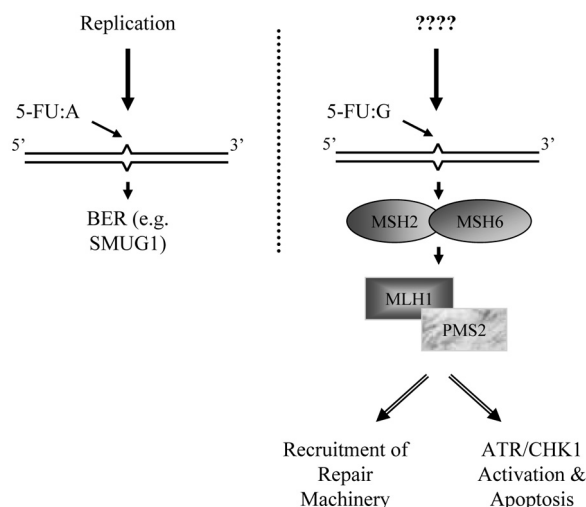 Replication
5-FU:A
5’
3’
BER (e.g.
SMUG1)
????
5-FU:G
5’
3’
MSH2
MSH6
MLH1
PMS2
Recruitment of
Repair
Machinery
ATR/CHK1
Activation &
Apoptosis